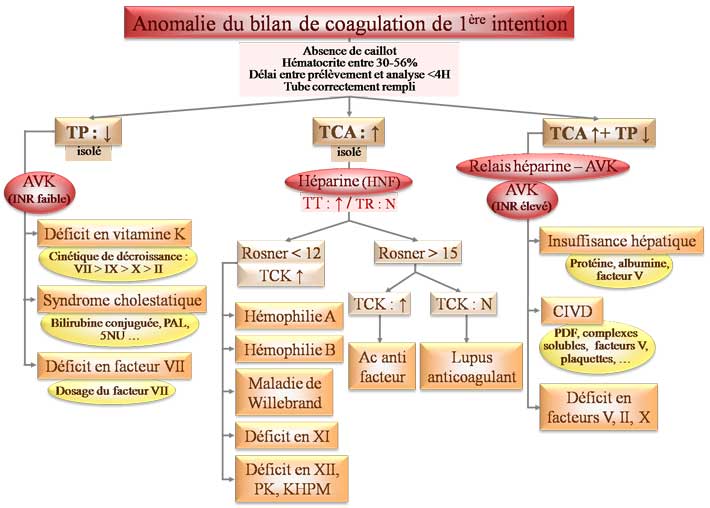 Anomalie du bilan de coagulation de 1ère intention
Absence de caillot
Hématocrite entre 30-56%
Délai entre prélèvement et analyse <4H
Tube correctement rempli
TP : ↓
isolé
AVK
(INR faible)
Déficit en vitamine K
Cinétique de décroissance :
VII > IX > X > II
Syndrome cholestatique
Bilirubine conjuguée, PAL,
5NU ...
Déficit en facteur VII
Dosage du facteur VII
TCA : ↑
isolé
Héparine (HNF)
TT : ↑ / TR : N
Rosner < 12
TCK ↑
Hémophilie A
Hémophilie B
Maladie de
Willebrand
Déficit en XI
Déficit en XII,
PK, KHPM
Rosner > 15
TCK : ↑
Ac anti
facteur
TCK : N
Lupus
anticoagulant
TCA ↑ + TP ↓
Relais héparine – AVK
AVK
(INR élevé)
Insuffisance hépatique
Protéine, albumine,
facteur V
CIVD
PDF, complexes
solubles, facteurs V,
plaquettes, ...
Déficit en
facteurs V, II, X